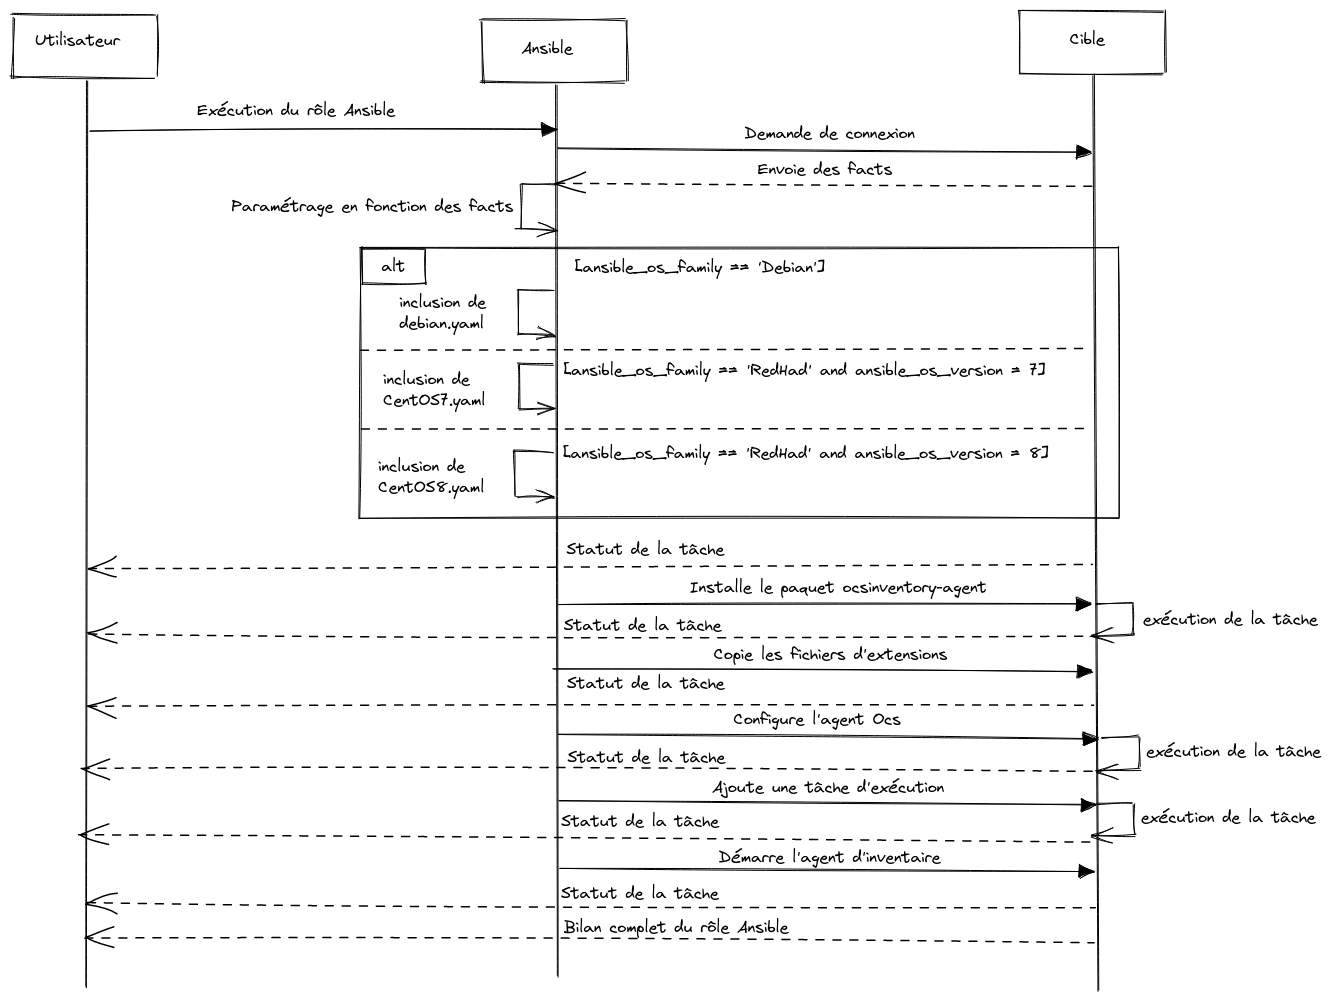 Utilisateur
Ansible
Cible
Exécution du rôle Ansible
Demande de connexion
Envoie des facts
Paramétrage en fonction des facts
alt
[ansible_os_family == 'Debian']
inclusion de
debian.yaml
[ansible_os_family == 'RedHad' and ansible_os_version = 7]
inclusion de
CentOS7.yaml
[ansible_os_family == 'RedHad' and ansible_os_version = 8]
inclusion de
CentOS8.yaml
Statut de la tâche
Installe le paquet ocsinventory-agent
exécution de la tâche
Statut de la tâche
Copie les fichiers d'extensions
Statut de la tâche
Configure l'agent Ocs
exécution de la tâche
Statut de la tâche
Ajoute une tâche d'exécution
exécution de la tâche
Statut de la tâche
Démarre l'agent d'inventaire
Statut de la tâche
Bilan complet du rôle Ansible